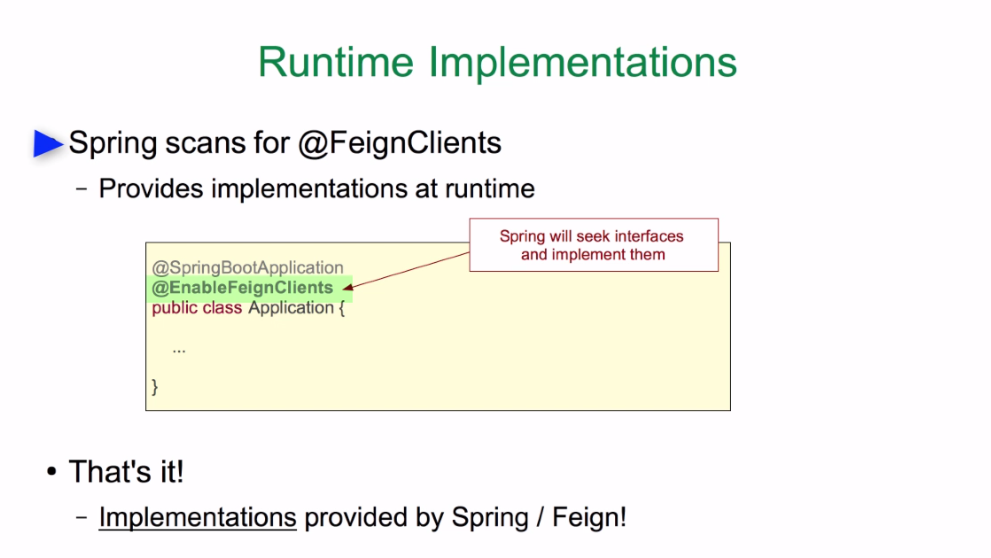 Runtime Implementations
Spring scans for @FeignClients
– Provides implementations at runtime
Spring will seek interfaces
and implement them
@SpringBootApplication
@EnableFeignClients
public class Application {
...
}
• That's it!
– Implementations provided by Spring / Feign!